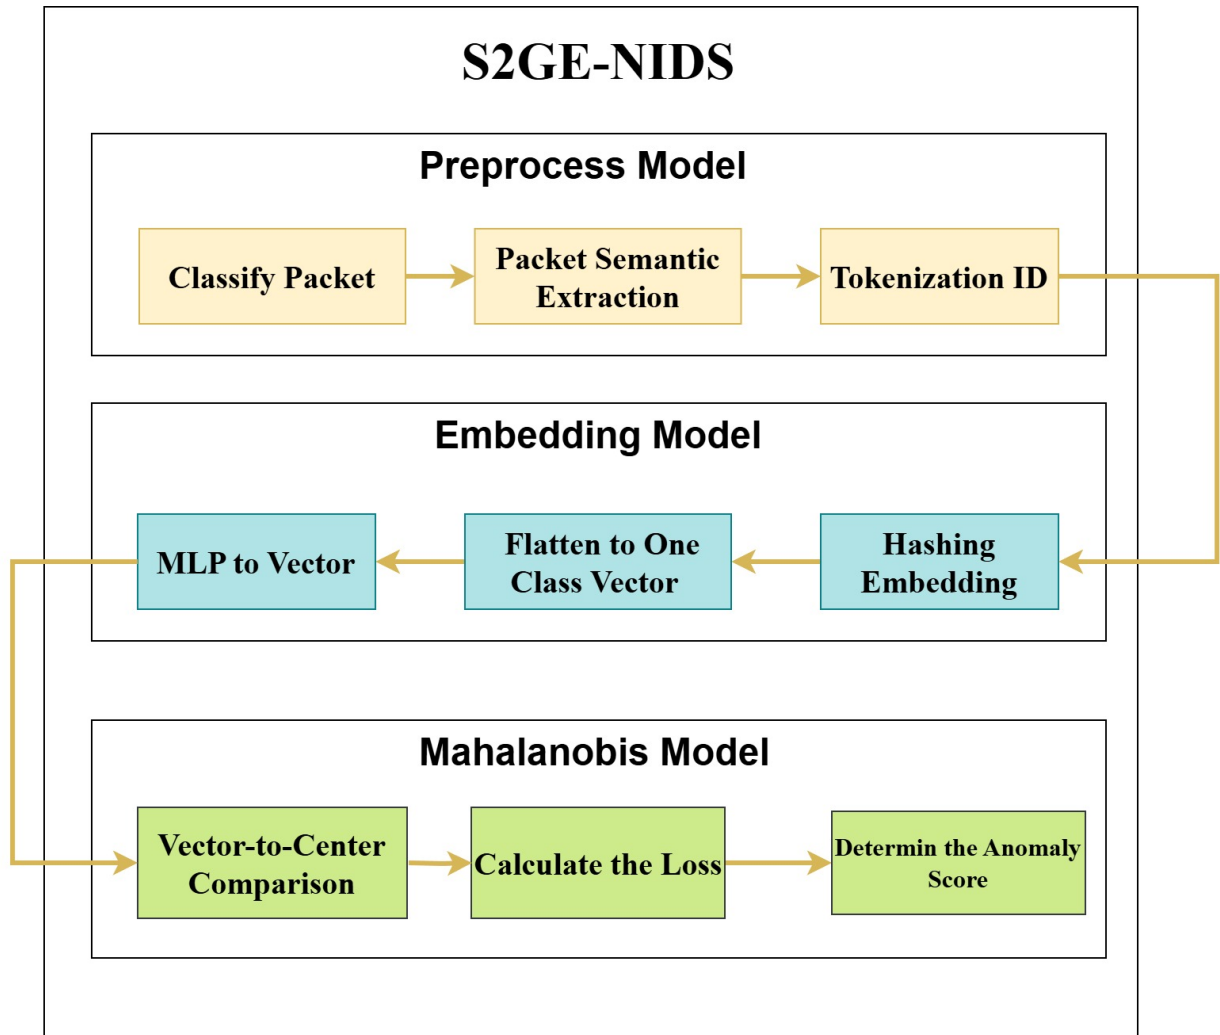 S2GE-NIDS
Preprocess Model
Classify Packet
Packet Semantic
Extraction
Tokenization ID
Embedding Model
MLP to Vector
Flatten to One
Class Vector
Hashing
Embedding
Mahalanobis Model
Vector-to-Center
Comparison
Calculate the Loss
Determin the Anomaly
Score